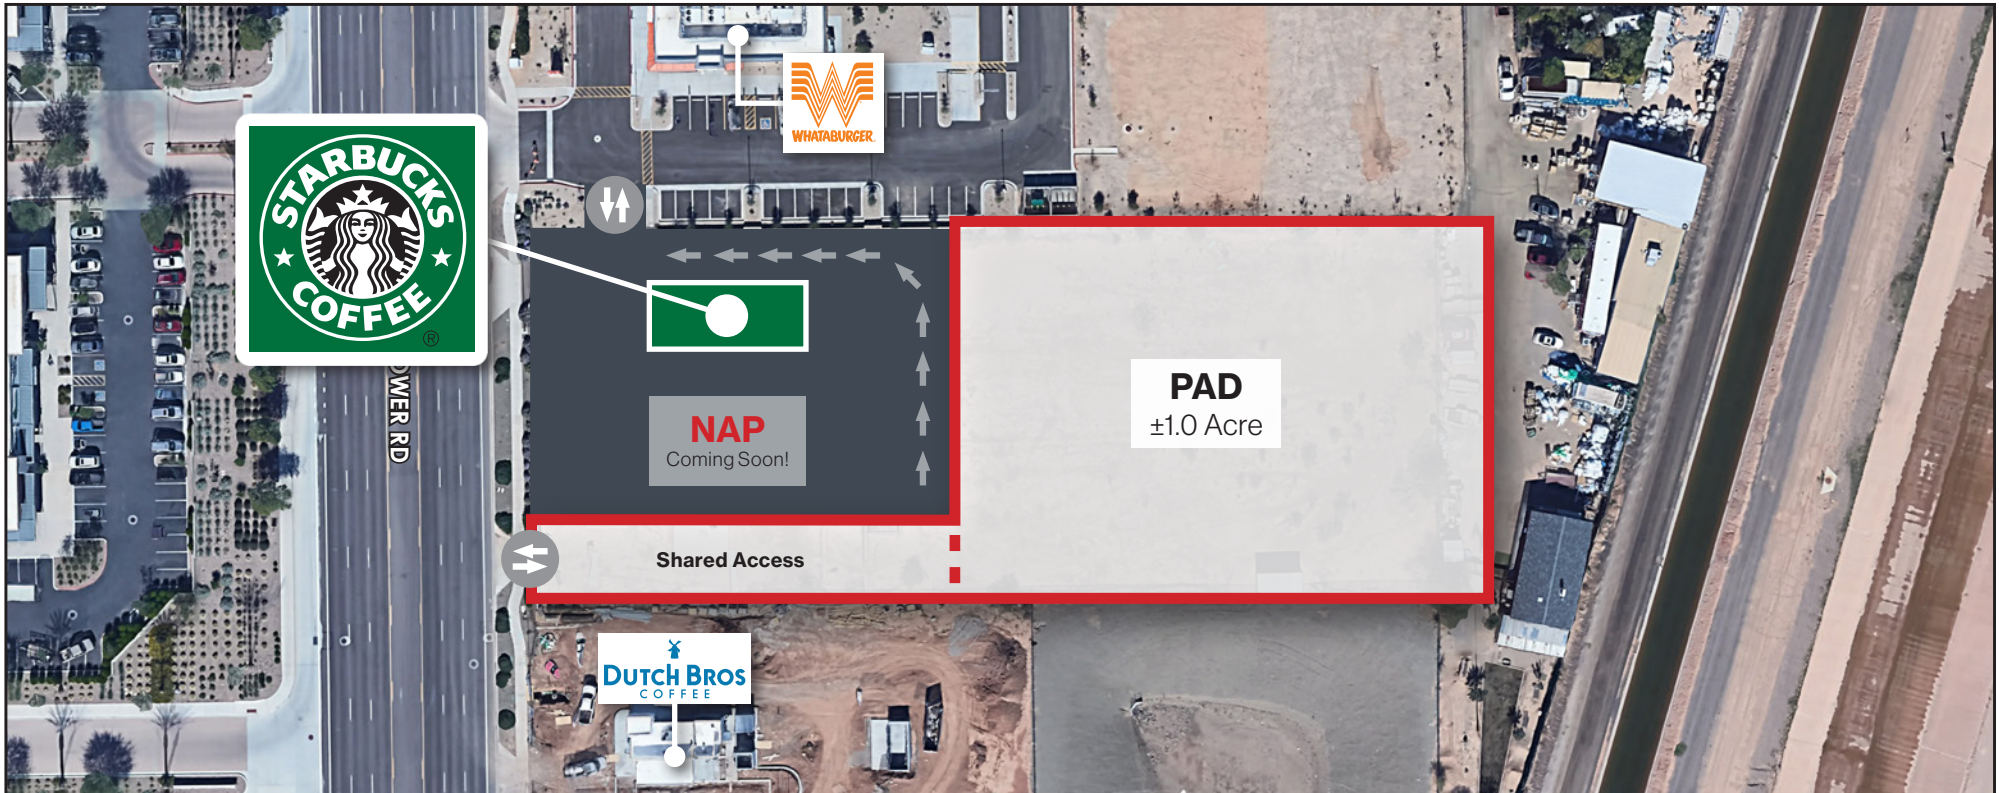 WHATABURGER
STARBUCKS
COFFEE
®
OWER RD
NAP
Coming Soon!
PAD
±1.0 Acre
Shared Access
DUTCH BROS
COFFEE